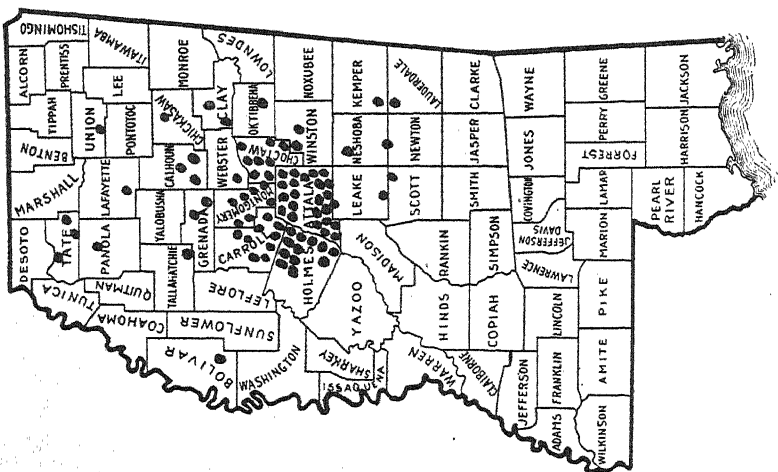 TISHOMINGO
ALCORN
PRENTISS
ITAWAMBA
TIPPAH
LEE
UNION
PONTOTOC
BENTON
MARSHALL
LAFAYETTE
DESOTO
TATE
PANOLA
TUNICA
QUITMAN
COAHOMA
MONROE
LOWNDES
CHICKASAW
CLAY
OKTIBBEHA
NOXUBEE
CALHOUN
WEBSTER
CHOCTAW
WINSTON
YALOBUSHA
GRENADA
MONTGOMERY
ATTALA
TALLAHATCHIE
CARROLL
HOLMES
LEFLORE
SUNFLOWER
BOLIVAR
WASHINGTON
KEMPER
LAUDERDALE
CLARKE
NESHOBA
NEWTON
JASPER
LEAKE
SCOTT
SMITH
MADISON
RANKIN
SIMPSON
YAZOO
HINDS
COPIAH
SHARKEY
ISSAQUENA
WARREN
CLAIBORNE
WAYNE
GREENE
JACKSON
JONES
PERRY
FORREST
HARRISON
COVINGTON
LAMAR
PEARL
RIVER
HANCOCK
JEFFERSON
DAVIS
MARION
LAWRENCE
LINCOLN
PIKE
JEFFERSON
FRANKLIN
AMITE
ADAMS
WILKINSON